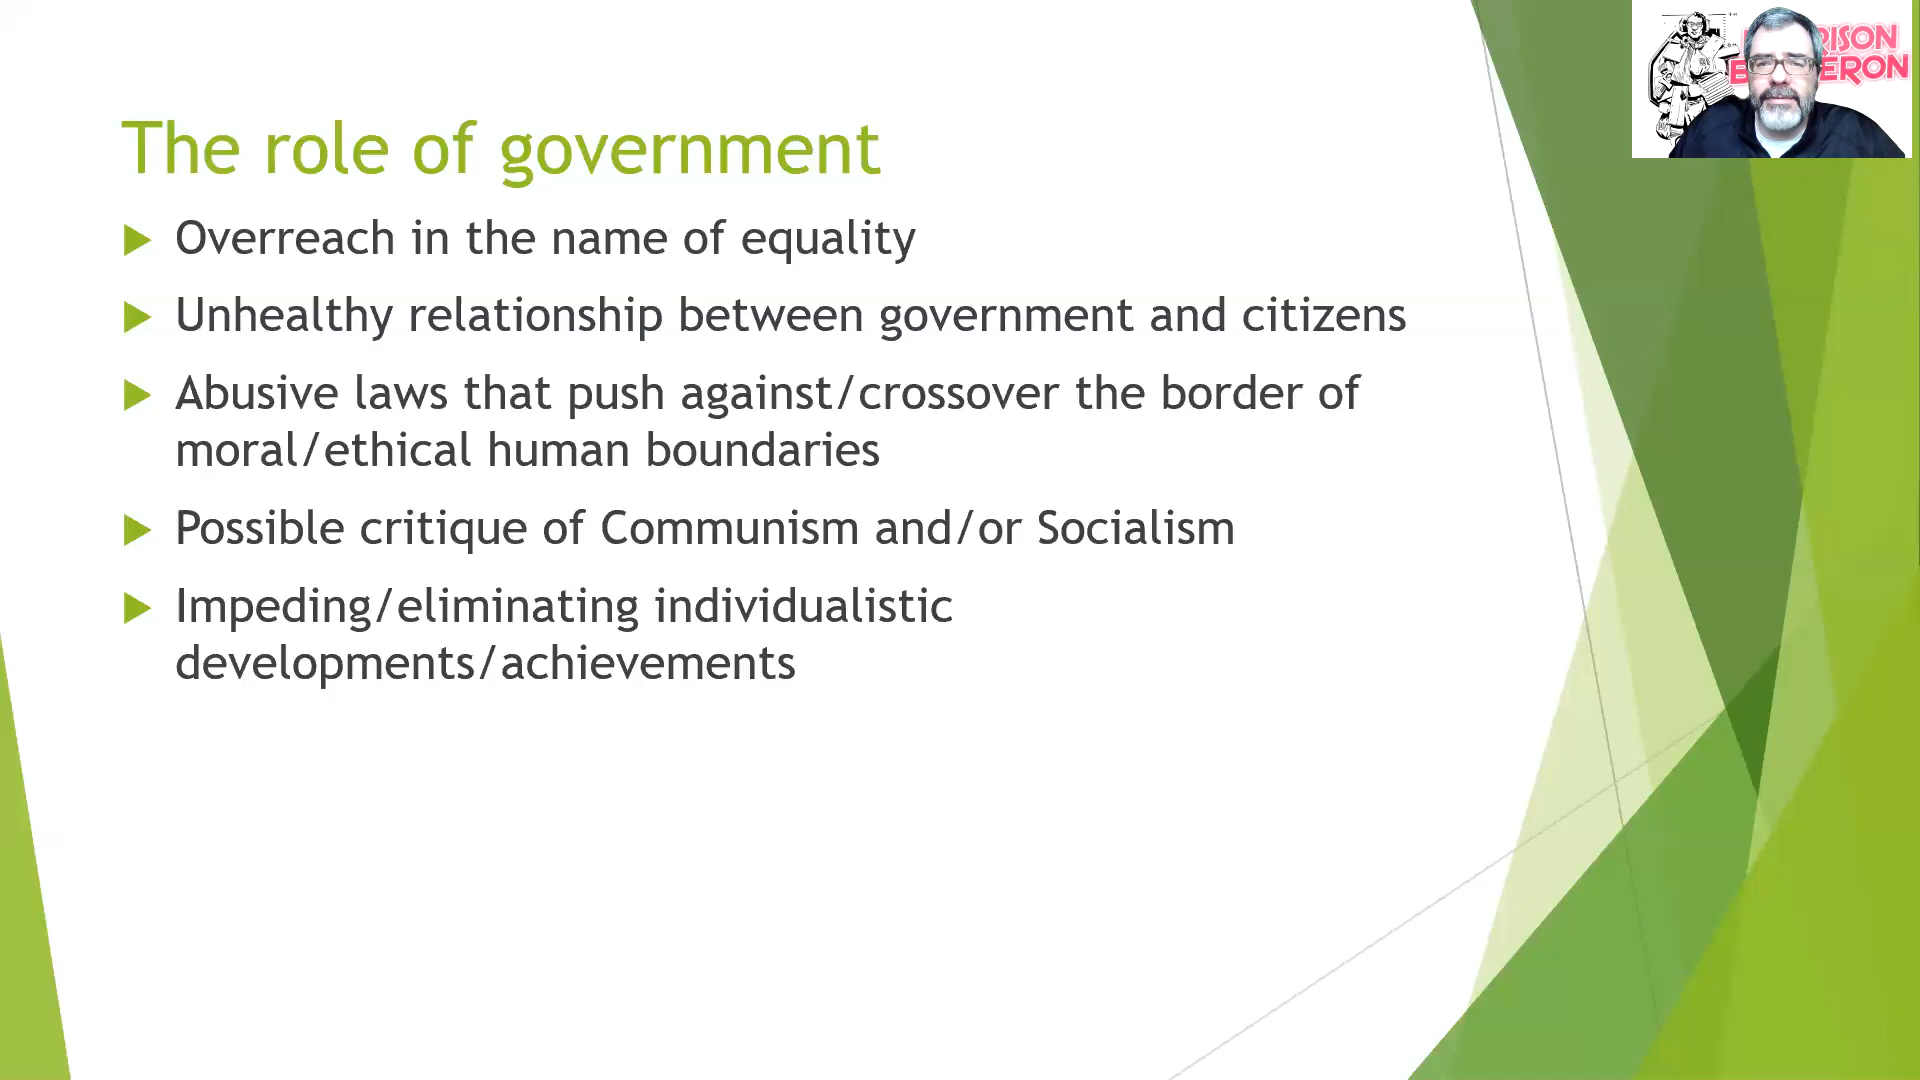 The role of government
Overreach in the name of equality
Unhealthy relationship between government and citizens
Abusive laws that push against/crossover the border of
moral/ethical human boundaries
Possible critique of Communism and/or Socialism
Impeding/eliminating individualistic
developments/achievements